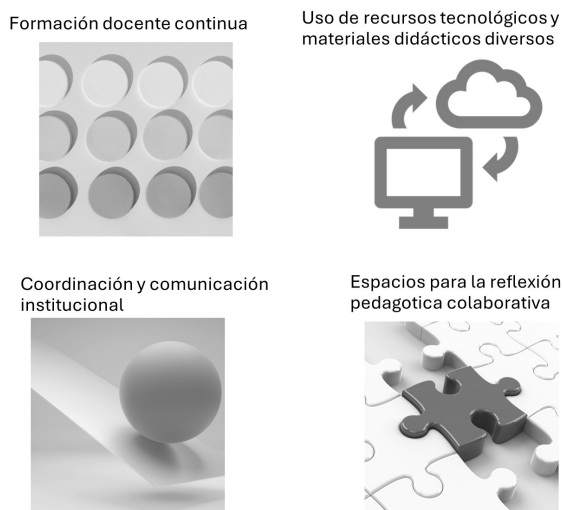 Formación docente continua
Uso de recursos tecnológicos y
materiales didácticos diversos
Coordinación y comunicación
institucional
Espacios para la reflexión
pedagotica colaborativa